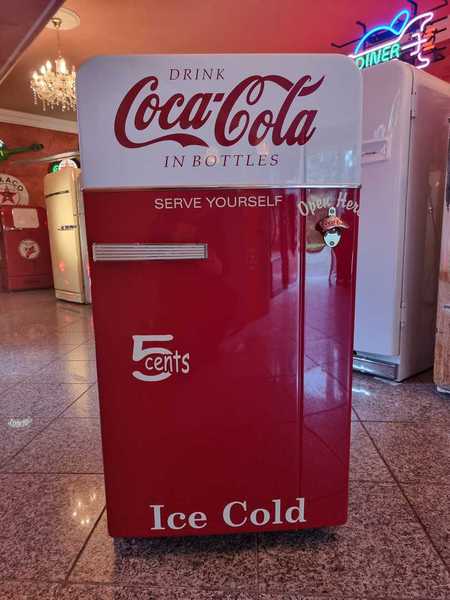 DRINK
Coca-Cola
IN BOTTLES
SERVE YOURSELF
Open Here
5 cents
Ice Cold
DINER